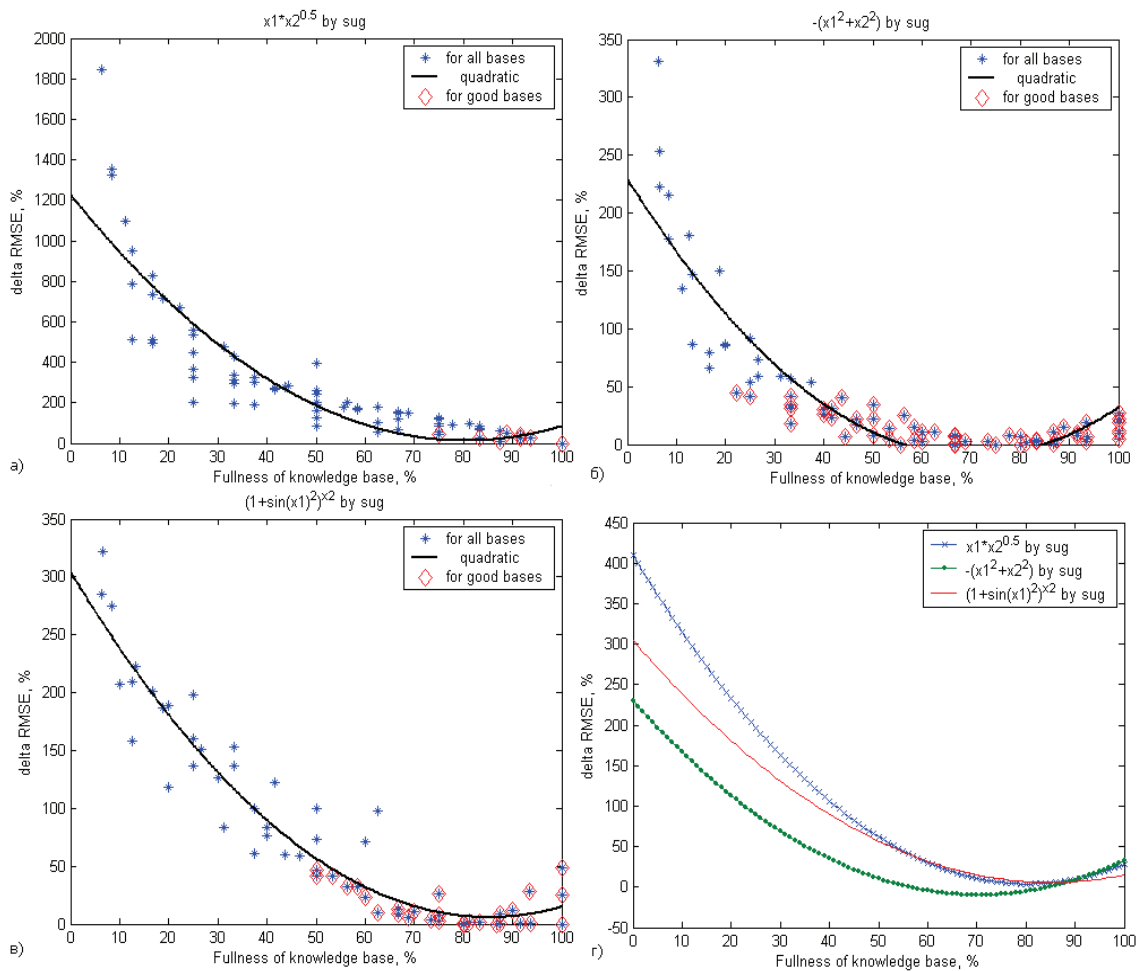 x1*x2^0.5 by sug
2000
1800
1600
1400
1200
1000
800
600
400
200
0
delta RMSE, %
for all bases
quadratic
for good bases
0 10 20 30 40 50 60 70 80 90 100
Fullness of knowledge base, %
а)
-(x1^2+x2^2) by sug
350
300
250
200
150
100
50
0
delta RMSE, %
for all bases
quadratic
for good bases
0 10 20 30 40 50 60 70 80 90 100
Fullness of knowledge base, %
б)
(1+sin(x1)^2)^x2 by sug
350
300
250
200
150
100
50
0
delta RMSE, %
for all bases
quadratic
for good bases
0 10 20 30 40 50 60 70 80 90 100
Fullness of knowledge base, %
в)
450
400
350
300
250
200
150
100
50
0
-50
delta RMSE, %
x1*x2^0.5 by sug
-(x1^2+x2^2) by sug
(1+sin(x1)^2)^x2 by sug
0 10 20 30 40 50 60 70 80 90 100
Fullness of knowledge base, %
г)